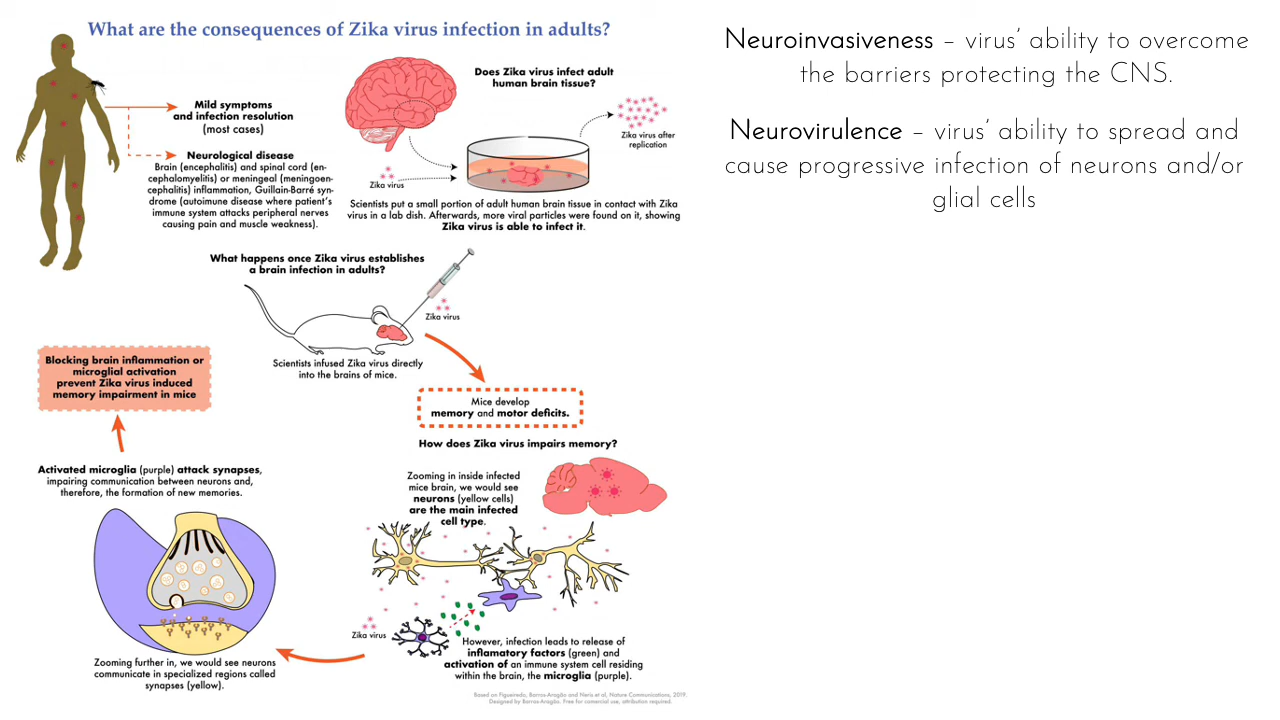 What are the consequences of Zika virus infection in adults?
Mild symptoms
and infection resolution
(most cases)
Neurological disease
Brain (encephalitis) and spinal cord (en-
cephalomyelitis) or meningeal (meningoen-
cephalitis) inflammation, Guillain-Barré syn-
drome (autoimune disease where patient's
immune system attacks peripheral nerves
causing pain and muscle weakness).
Does Zika virus infect adult
human brain tissue?
Zika virus after
replication
Zika virus
Scientists put a small portion of adult human brain tissue in contact with Zika
virus in a lab dish. Afterwards, more viral particles were found on it, showing
Zika virus is able to infect it.
What happens once Zika virus establishes
a brain infection in adults?
Zika virus
Scientists infused Zika virus directly
into the brains of mice.
Mice develop
memory and motor deficits.
How does Zika virus impairs memory?
Zooming in inside infected
mice brain, we would see
neurons (yellow cells)
are the main infected
cell type.
Zika virus
However, infection leads to release of
inflamatory factors (green) and
activation of an immune system cell residing
within the brain, the microglia (purple).
Blocking brain inflammation or
microglial activation
prevent Zika virus induced
memory impairment in mice
Activated microglia (purple) attack synapses,
impairing communication between neurons and,
therefore, the formation of new memories.
Zooming further in, we would see neurons
communicate in specialized regions called
synapses (yellow).
Based on Figueiredo, Barros-Aragão and Neris et al, Nature Communications, 2019.
Designed by Barros-Aragão. Free for comercial use, attribution required.
Neuroinvasiveness – virus' ability to overcome
the barriers protecting the CNS.
Neurovirulence – virus' ability to spread and
cause progressive infection of neurons and/or
glial cells